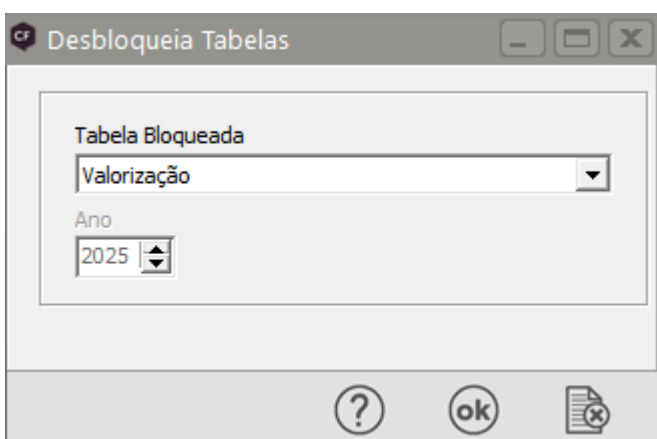 CF Desbloqueia Tabelas
Tabela Bloqueada
Valorização
Ano
2025
? ok